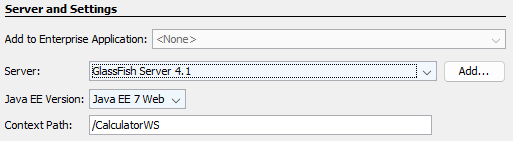 Server and Settings
Add to Enterprise Application: <None>
Server: GlassFish Server 4.1 Add...
Java EE Version: Java EE 7 Web
Context Path: /CalculatorWS